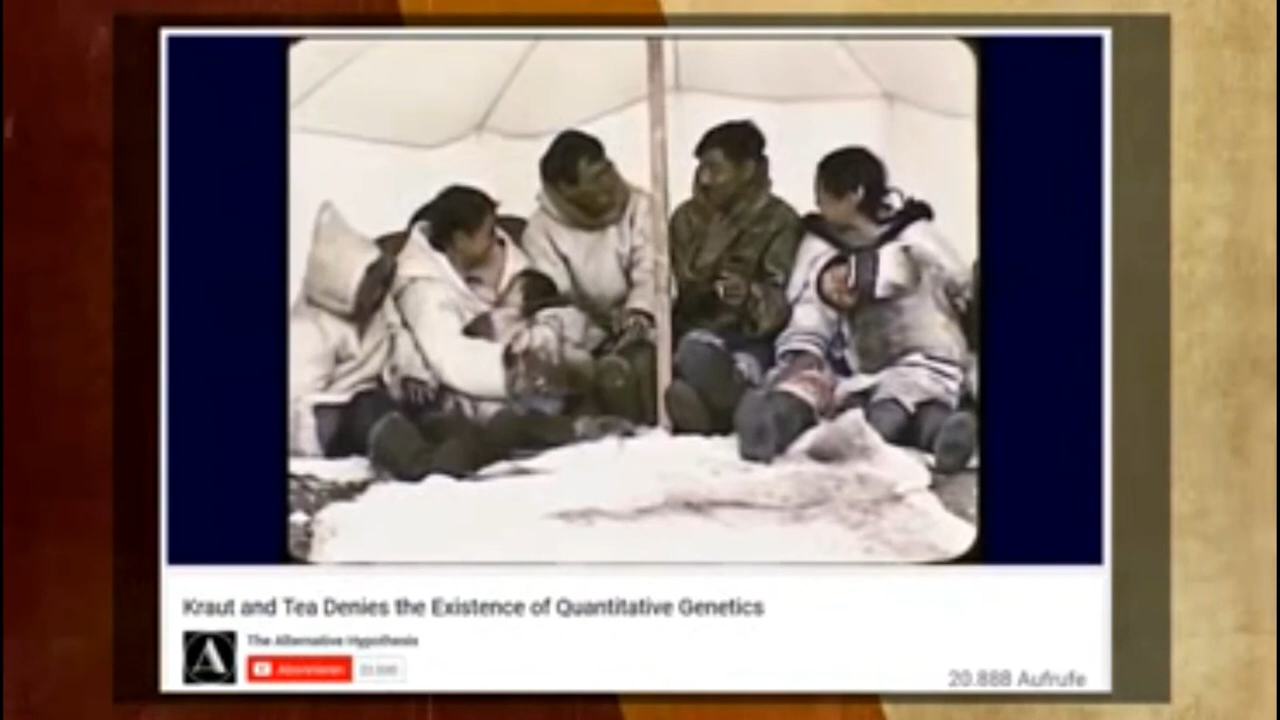 Kraut and Tea Denies the Existence of Quantitative Genetics
The Alternative Hypothesis
Abonnieren
20.888 Aufrufe